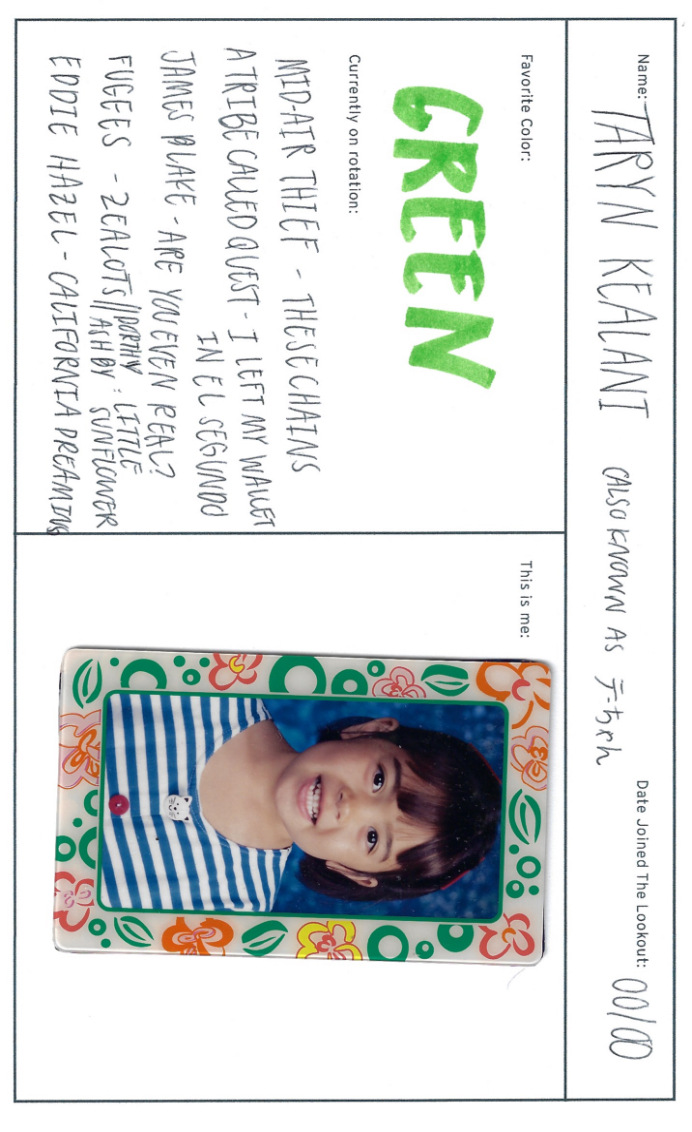 Name: TARYN KEALANI (ALSO KNOWN AS テちゃん
Date Joined The Lookout: 00/00
Favorite Color:
GREEN
Currently on rotation:
MID-AIR THIEF - THESE CHAINS
A TRIBE CALLED QUEST - I LEFT MY WALLET
IN EL SEGUNDO
JAMES BLAKE - ARE YOU EVEN REAL?
FUGEES - ZEALOTS // DORTHY : LITTLE
ASHBY SUNFLOWER
EDDIE HAZEL - CALIFORNIA DREAMING
This is me: